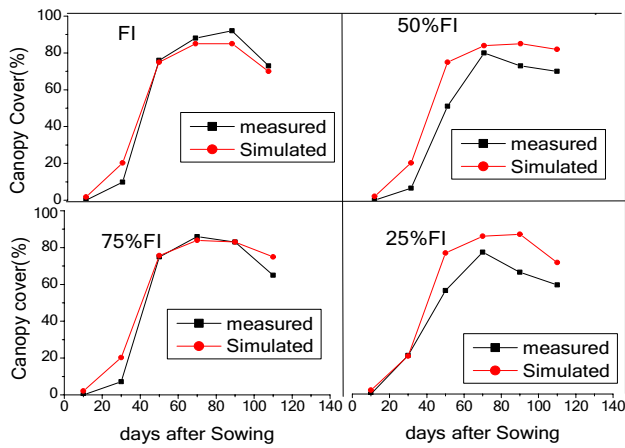 FI
50%FI
Canopy Cover(%)
80
60
40
20
0
measured
Simulated
measured
Simulated
75%FI
25%FI
Canopy cover(%)
80
60
40
20
0
measured
Simulated
measured
Simulated
0 20 40 60 80 100 120 140
0 20 40 60 80 100 120 140
days after Sowing
days after Sowing